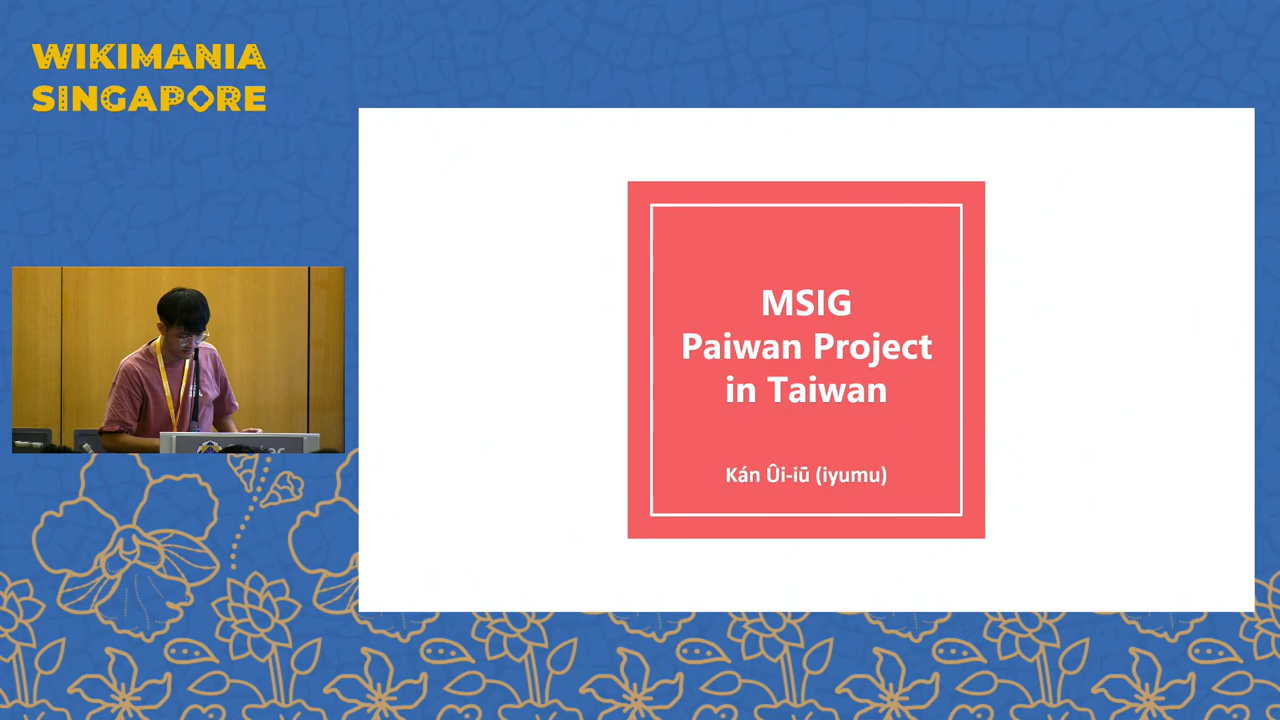 WIKIMANIA
SINGAPORE
MSIG
Paiwan Project
in Taiwan
Kán Ûi-iū (iyumu)